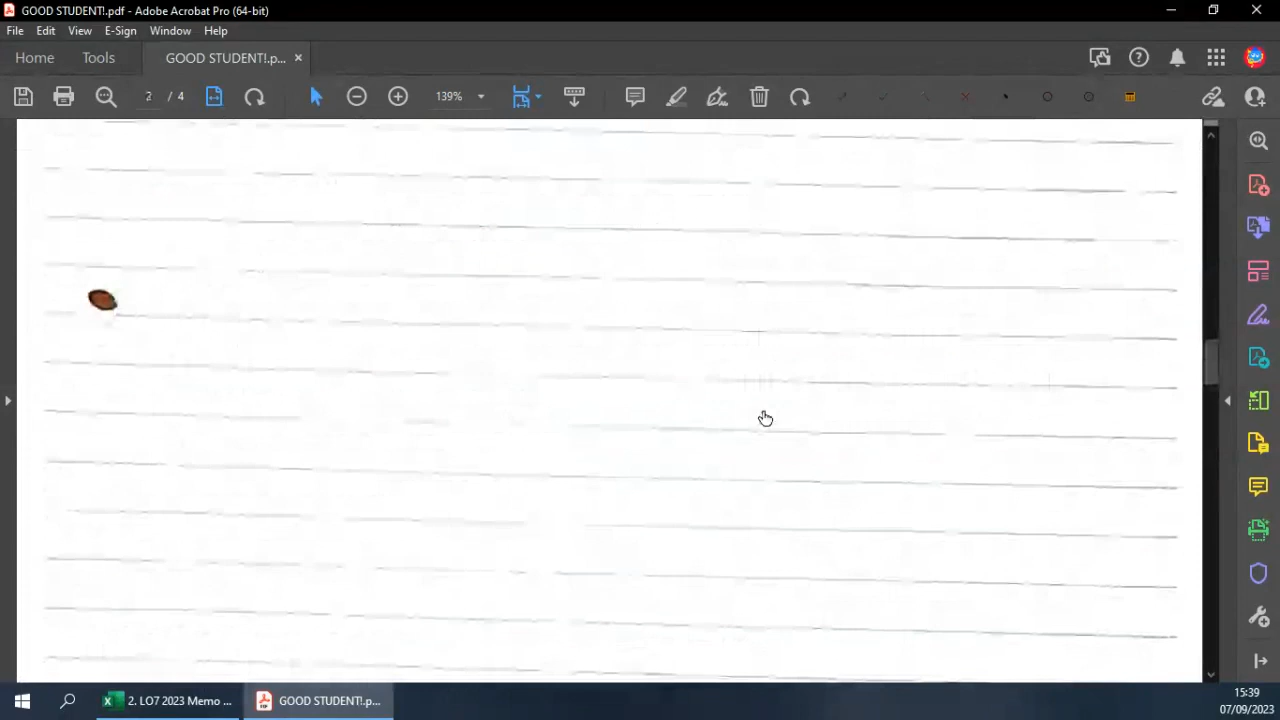 GOOD STUDENT!.pdf - Adobe Acrobat Pro (64-bit)
File Edit View E-Sign Window Help
Home Tools GOOD STUDENT!.p...
2 / 4 139%
2. LO7 2023 Memo ... GOOD STUDENT!.p...
15:39
07/09/2023